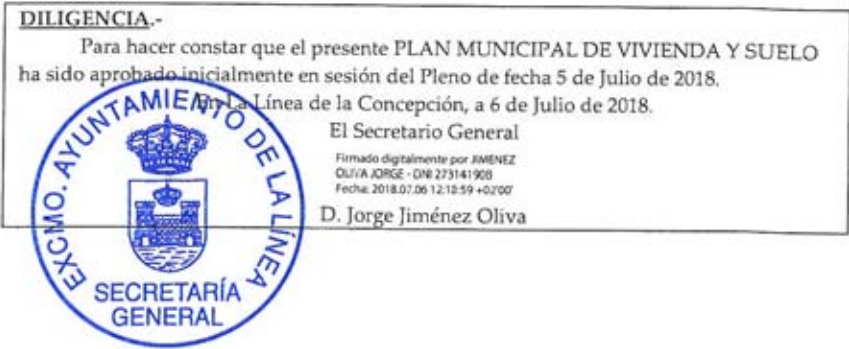 DILIGENCIA.-
Para hacer constar que el presente PLAN MUNICIPAL DE VIVIENDA Y SUELO
ha sido aprobado inicialmente en sesión del Pleno de fecha 5 de Julio de 2018.
En La Línea de la Concepción, a 6 de Julio de 2018.
El Secretario General
Firmado digitalmente por JIMENEZ
OLIVA JORGE - DNI 27314190B
Fecha: 2018.07.06 12:18:59 +02'00'
D. Jorge Jiménez Oliva
EXCMO. AYUNTAMIENTO DE LA LÍNEA
SECRETARÍA
GENERAL